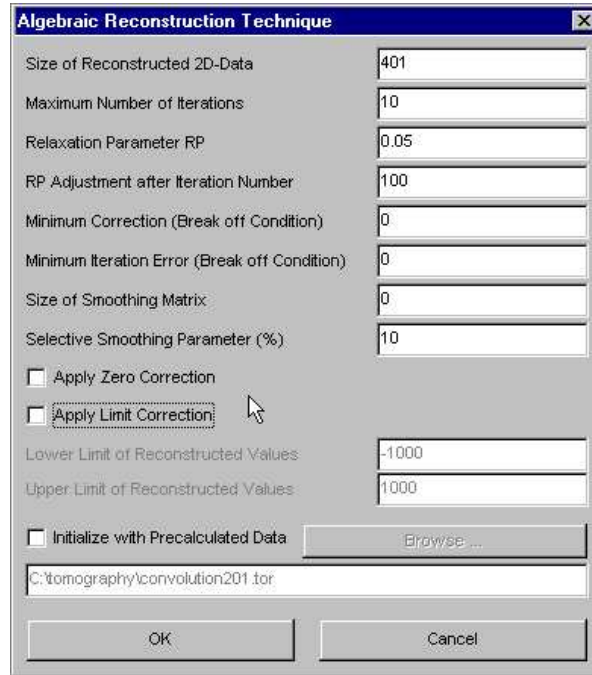 Algebraic Reconstruction Technique
Size of Reconstructed 2D-Data 401
Maximum Number of Iterations 10
Relaxation Parameter RP 0.05
RP Adjustment after Iteration Number 100
Minimum Correction (Break off Condition) 0
Minimum Iteration Error (Break off Condition) 0
Size of Smoothing Matrix 0
Selective Smoothing Parameter (%) 10
Apply Zero Correction
Apply Limit Correction
Lower Limit of Reconstructed Values -1000
Upper Limit of Reconstructed Values 1000
Initialize with Precalculated Data Browse ...
C:\tomography\convolution201.tor
OK Cancel